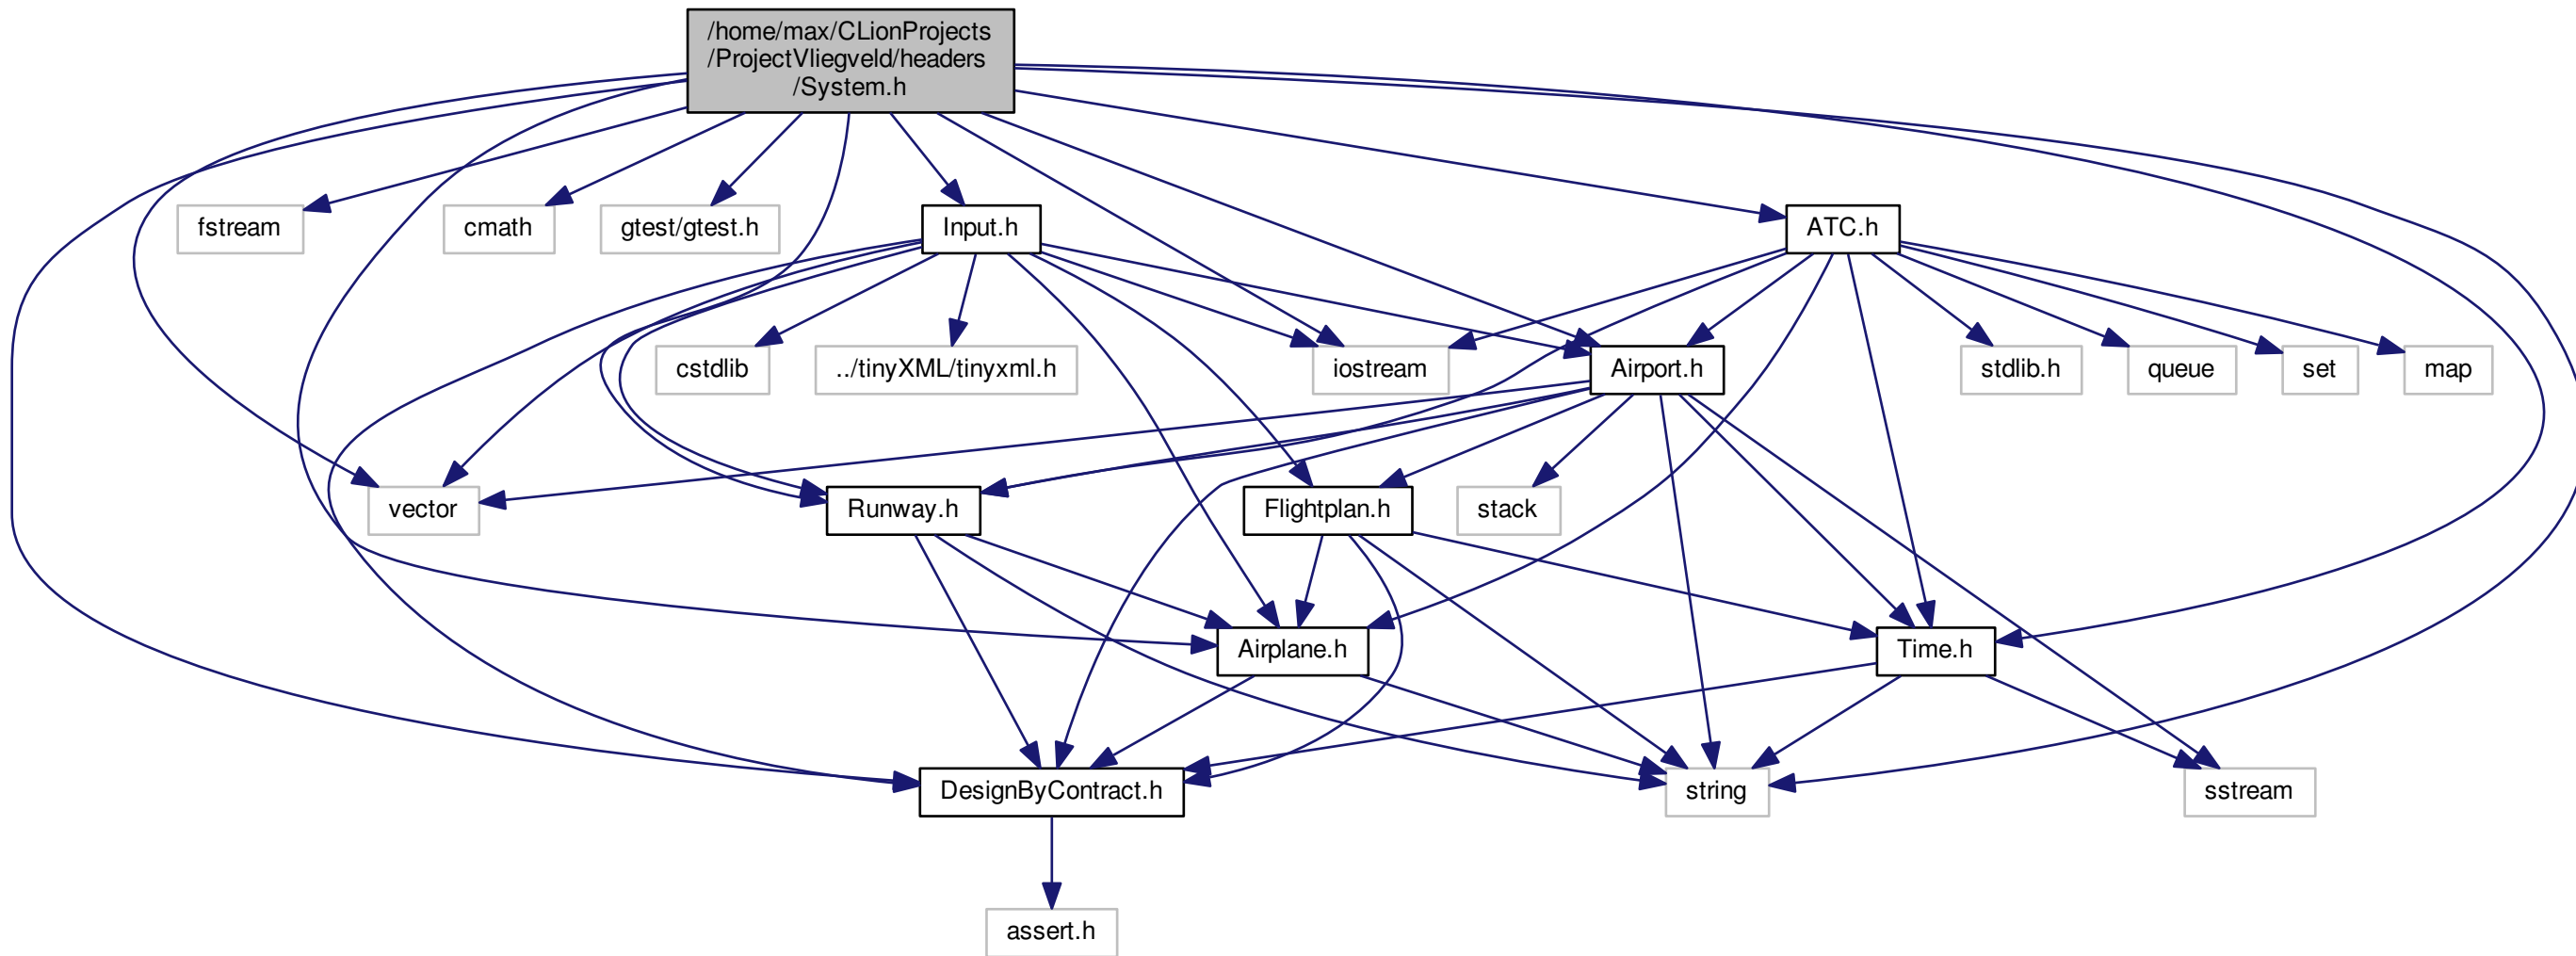 /home/max/CLionProjects
/ProjectVliegveld/headers
/System.h
fstream
cmath
gtest/gtest.h
Input.h
ATC.h
cstdlib
../tinyXML/tinyxml.h
iostream
Airport.h
stdlib.h
queue
set
map
vector
Runway.h
Flightplan.h
stack
Airplane.h
Time.h
DesignByContract.h
string
sstream
assert.h